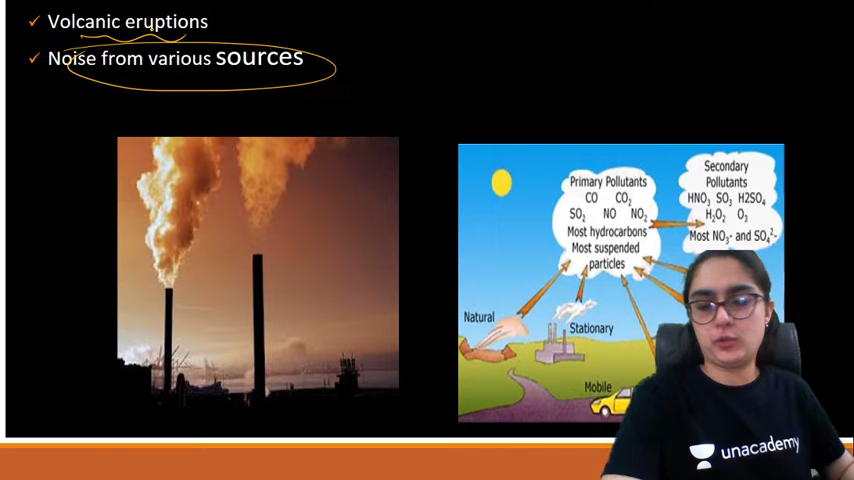 ✓ Volcanic eruptions
✓ Noise from various sources
Primary Pollutants
CO CO₂
SO₂ NO NO₂
Most hydrocarbons
Most suspended
particles
Secondary
Pollutants
HNO₃ SO₃ H2SO₄
H₂O₂ O₃
Most NO₃- and SO₄²-
Natural
Stationary
Mobile
unacademy